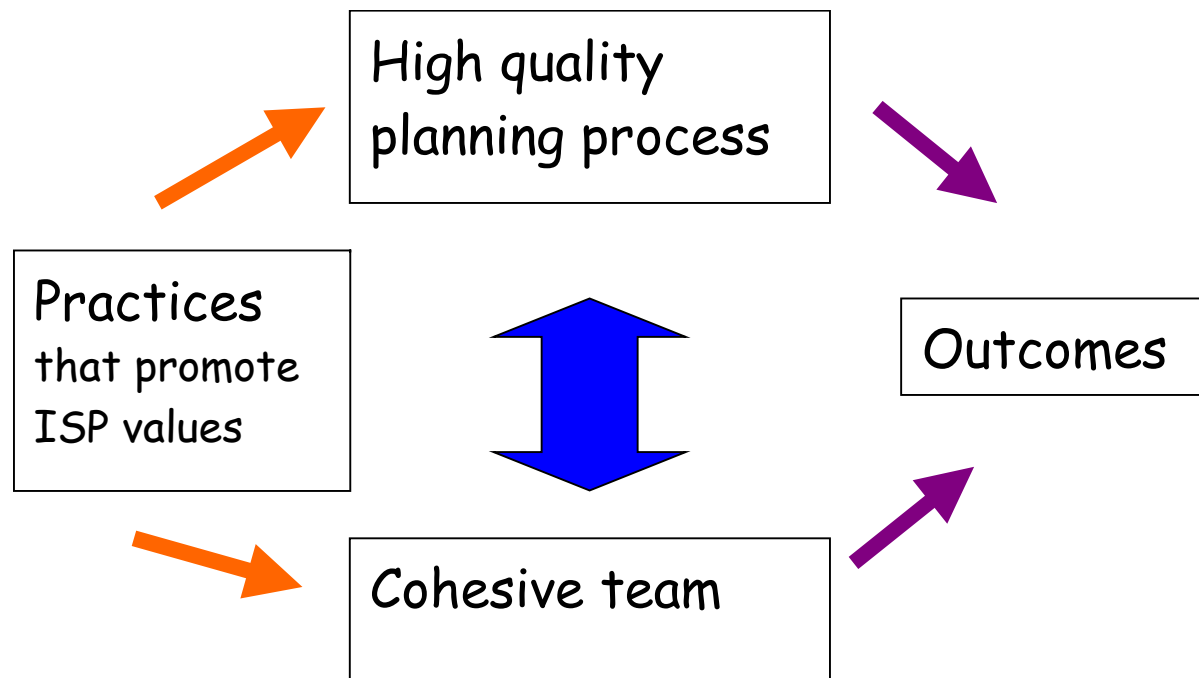 High quality
planning process
Practices
that promote
ISP values
Outcomes
Cohesive team